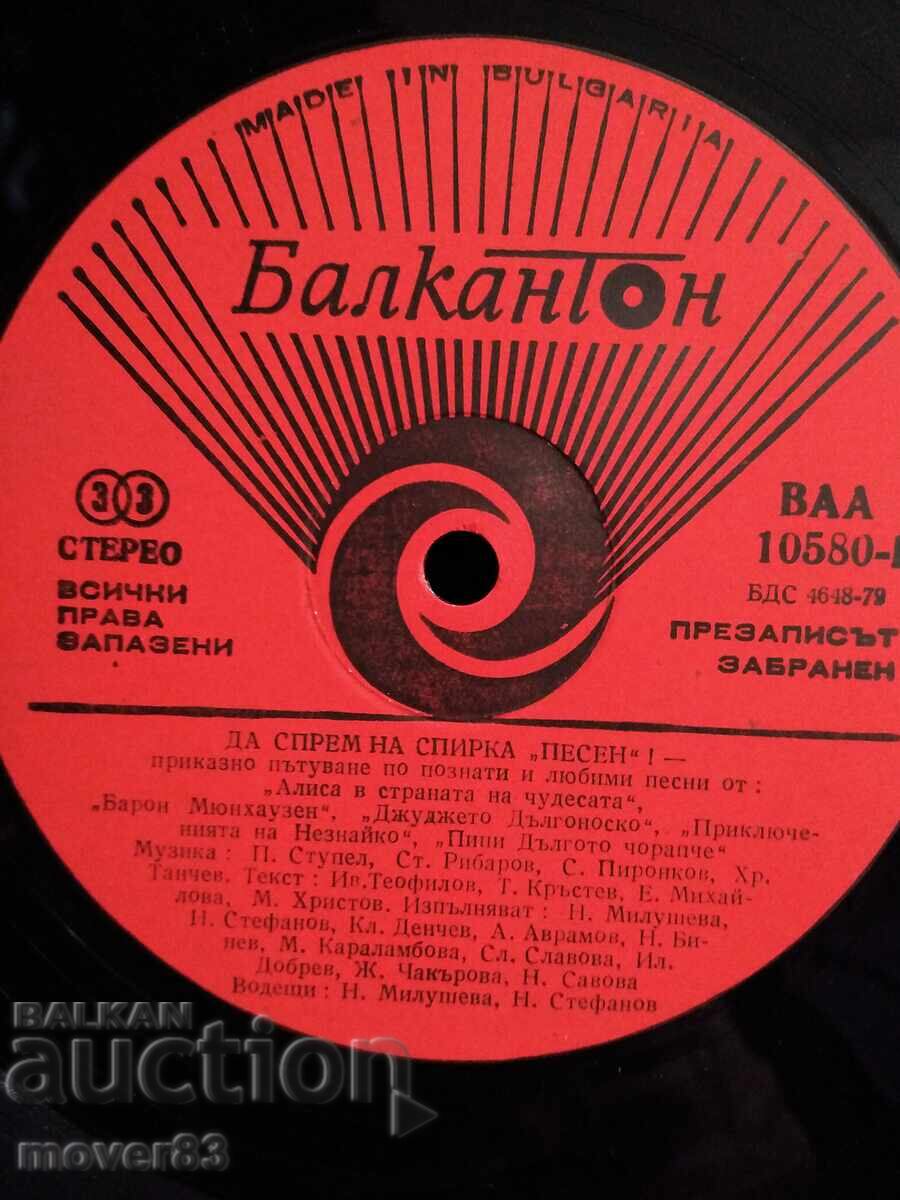 MADE IN BULGARIA
Балкантон
33
СТЕРЕО
ВСИЧКИ
ПРАВА
ЗАПАЗЕНИ
ВАА
10580-
БДС 4648-79
ПРЕЗАПИСЪТ
ЗАБРАНЕН
ДА СПРЕМ НА СПИРКА „ПЕСЕН“! —
приказно пътуване по познати и любими песни от:
„Алиса в страната на чудесата“,
„Барон Мюнхаузен“, „Джуджето Дългоноско“, „Приключе-
нията на Незнайко“, „Пипи Дългото чорапче“
Музика: П. Ступел, Ст. Рибаров, С. Пиронков, Хр.
Танчев. Текст: Ив. Теофилов, Т. Кръстев, Е. Михай-
лова, М. Христов. Изпълняват: Н. Милушева,
Н. Стефанов, Кл. Денчев, А. Аврамов, Н. Би-
нев, М. Караламбова, Сл. Славова, Ил.
Добрев, Ж. Чакърова, Н. Савова
Водещи: Н. Милушева, Н. Стефанов
BALKAN
auction
mover83